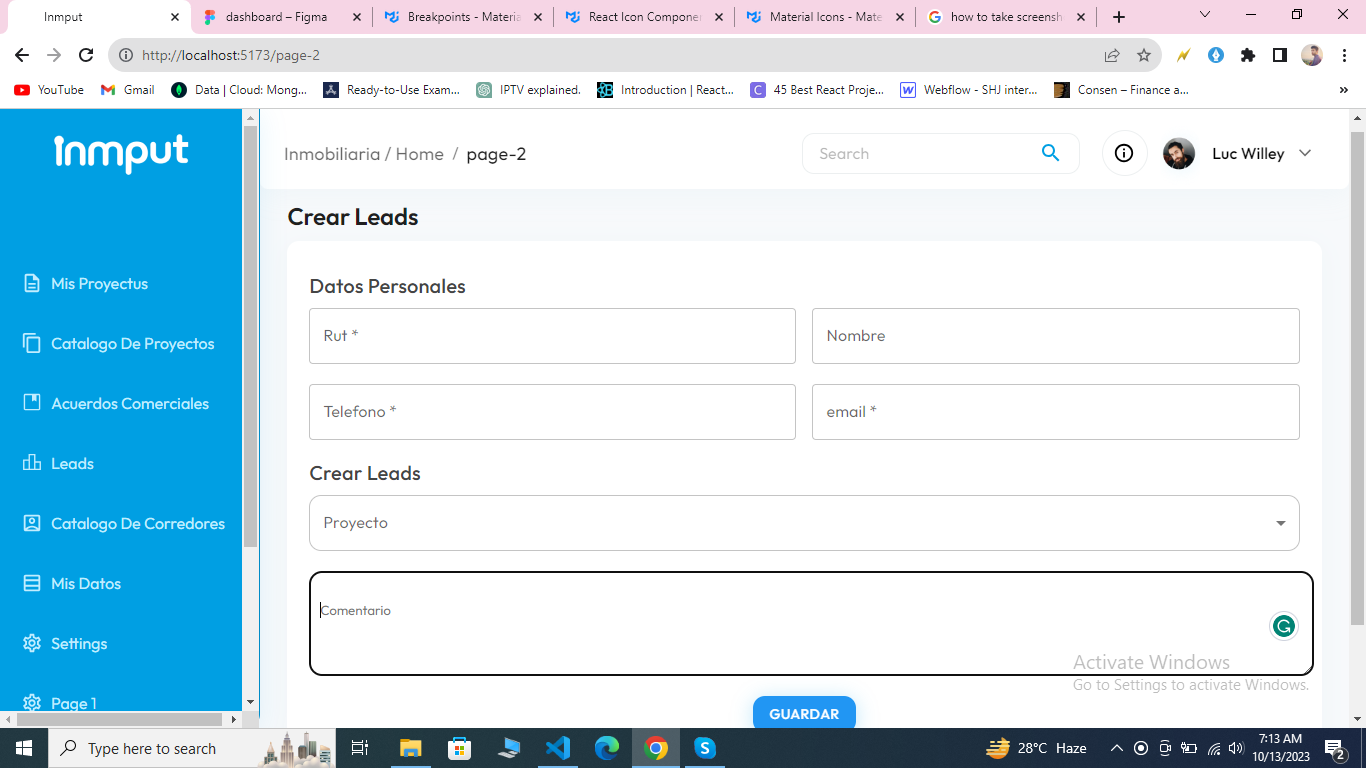 Inmput
dashboard – Figma
Breakpoints - Materia
React Icon Componen
Material Icons - Mate
how to take screensh
http://localhost:5173/page-2
YouTube
Gmail
Data | Cloud: Mong...
Ready-to-Use Exam...
IPTV explained.
Introduction | React...
45 Best React Proje...
Webflow - SHJ inter...
Consen – Finance a...
Inmput
Inmobiliaria / Home / page-2
Search
Luc Willey
Mis Proyectus
Catalogo De Proyectos
Acuerdos Comerciales
Leads
Catalogo De Corredores
Mis Datos
Settings
Page 1
Crear Leads
Datos Personales
Rut *
Nombre
Telefono *
email *
Crear Leads
Proyecto
Comentario
Activate Windows
Go to Settings to activate Windows.
GUARDAR
Type here to search
28°C Haze
7:13 AM
10/13/2023
2